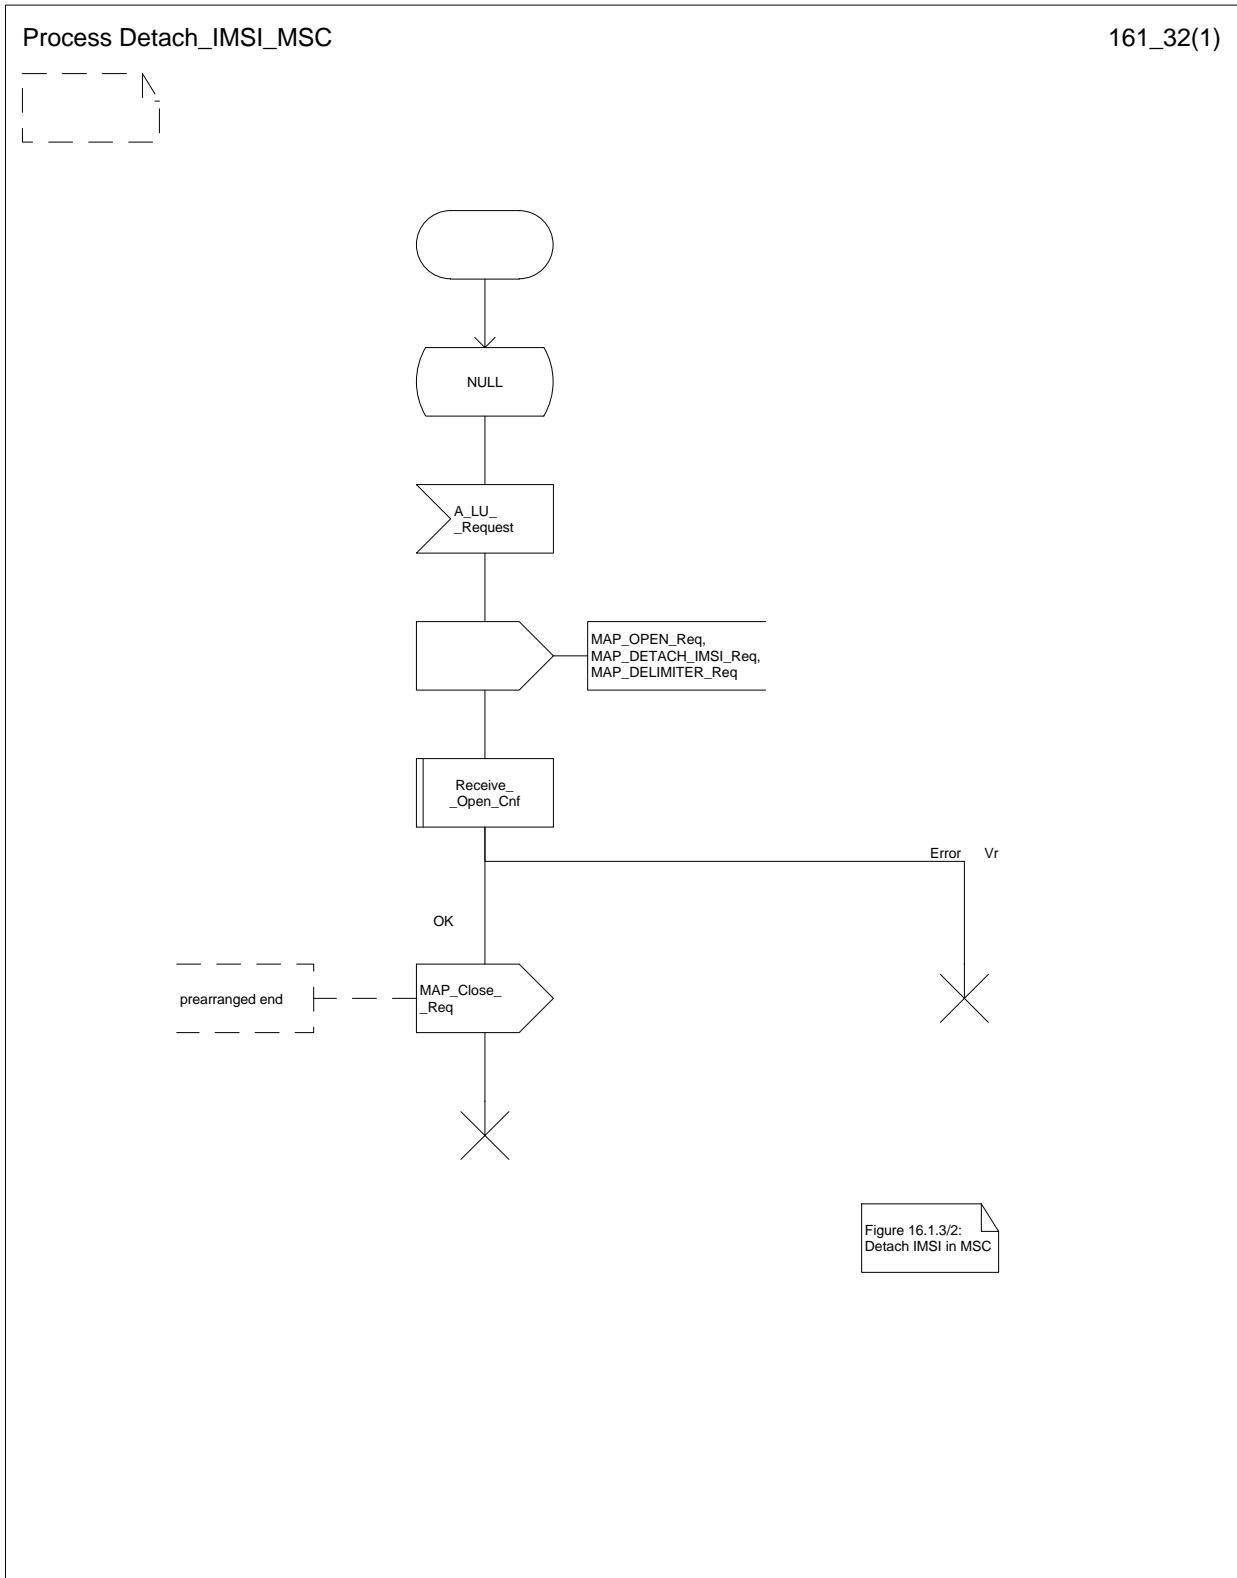 Process Detach_IMSI_MSC
161_32(1)
NULL
A_LU_
_Request
MAP_OPEN_Req,
MAP_DETACH_IMSI_Req,
MAP_DELIMITER_Req
Receive_
_Open_Cnf
Error Vr
OK
prearranged end
MAP_Close_
_Req
Figure 16.1.3/2:
Detach IMSI in MSC